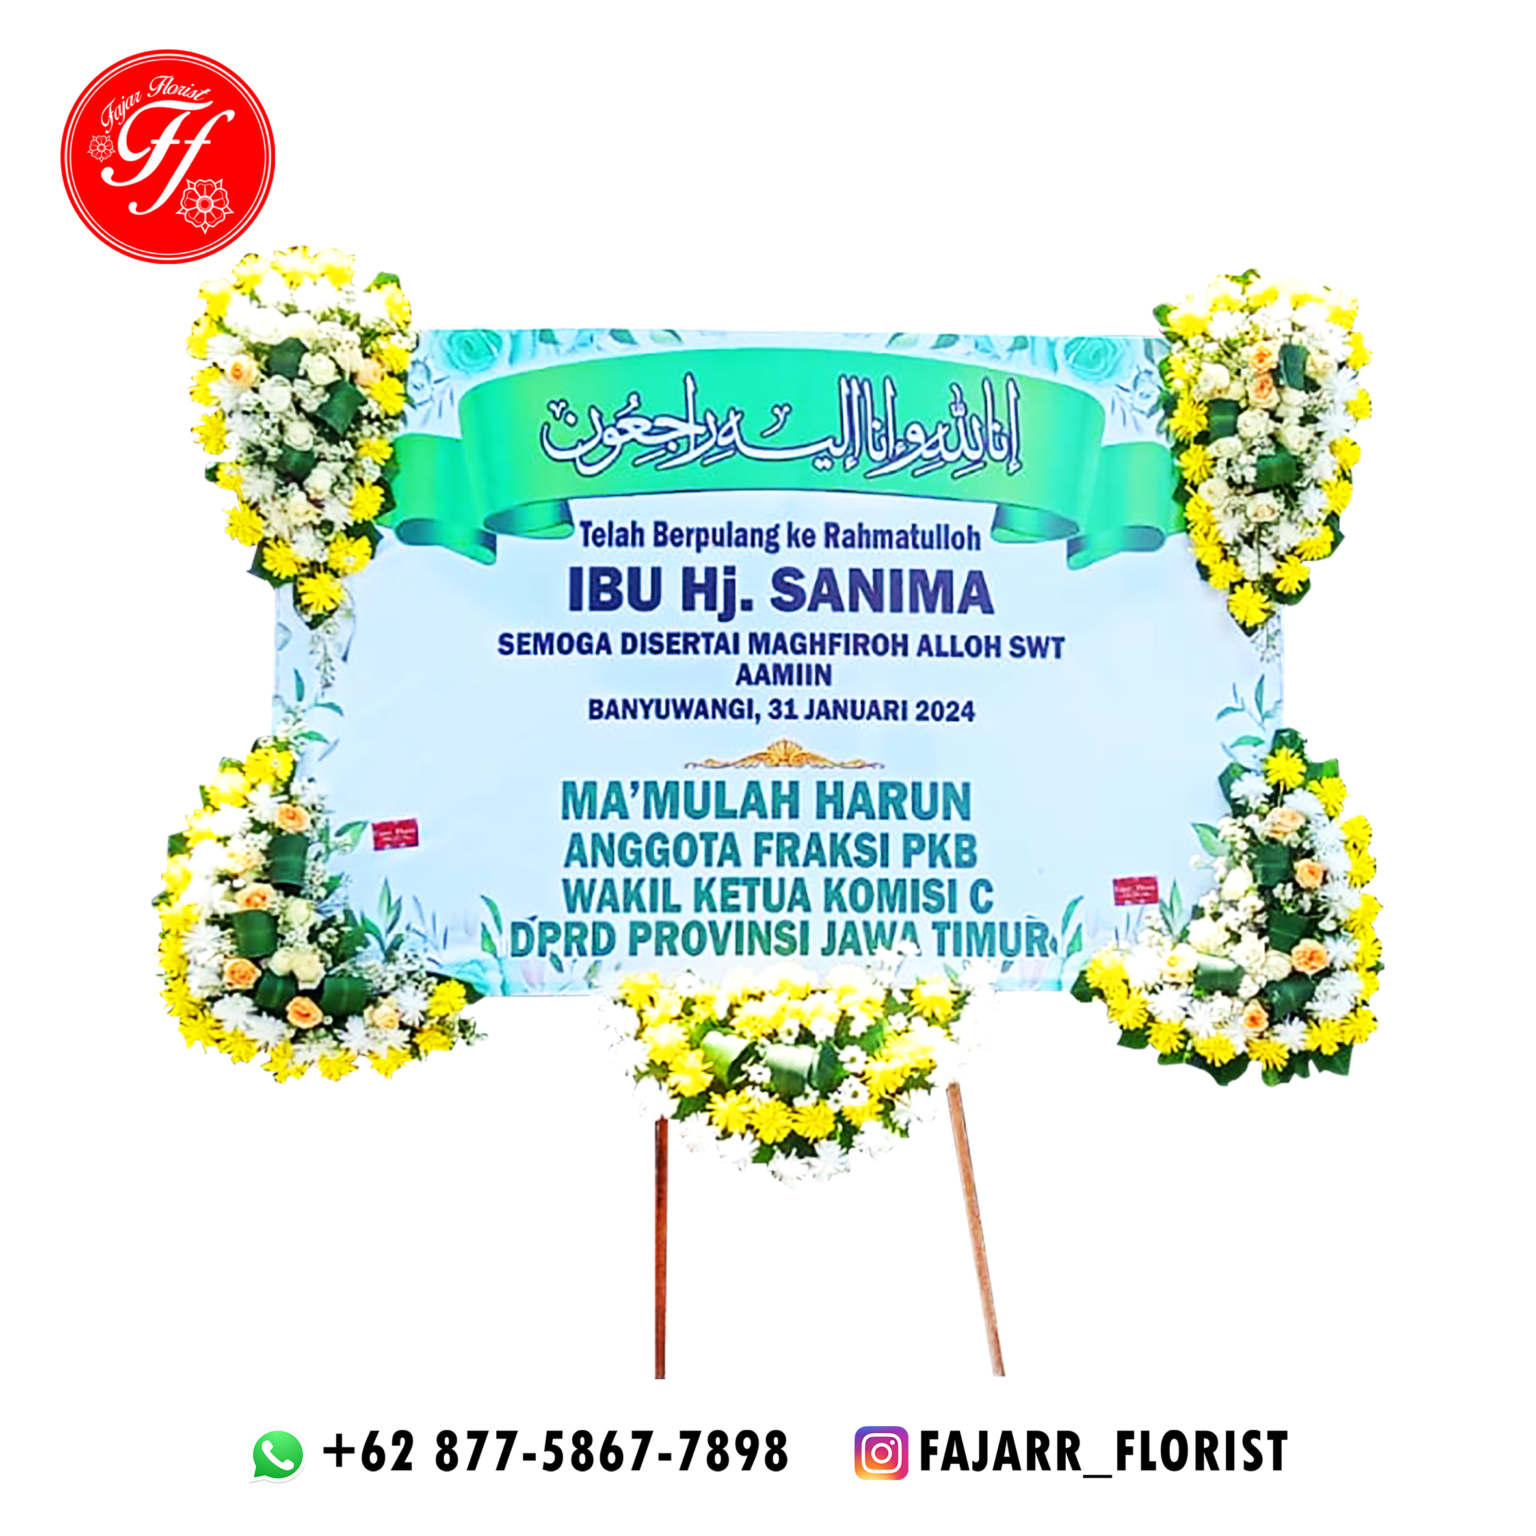 Fajar Florist
Ff
إنا لله وإنا إليه راجعون
Telah Berpulang ke Rahmatulloh
IBU Hj. SANIMA
SEMOGA DISERTAI MAGHFIROH ALLOH SWT
AAMIIN
BANYUWANGI, 31 JANUARI 2024
MA'MULAH HARUN
ANGGOTA FRAKSI PKB
WAKIL KETUA KOMISI C
DPRD PROVINSI JAWA TIMUR
+62 877-5867-7898
FAJARR_FLORIST